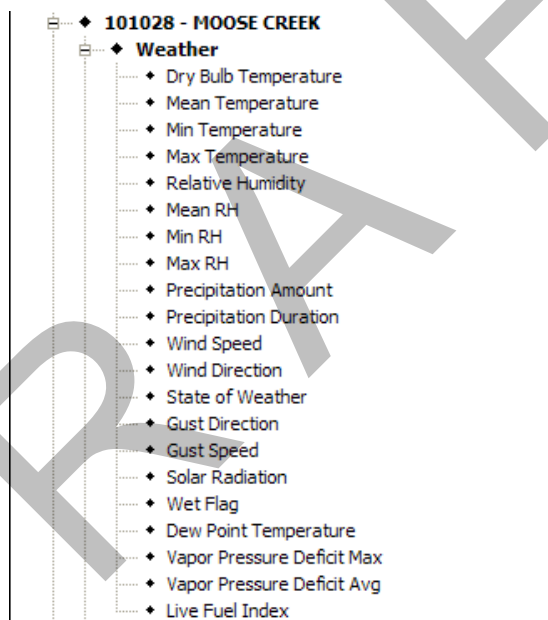 101028 - MOOSE CREEK
Weather
Dry Bulb Temperature
Mean Temperature
Min Temperature
Max Temperature
Relative Humidity
Mean RH
Min RH
Max RH
Precipitation Amount
Precipitation Duration
Wind Speed
Wind Direction
State of Weather
Gust Direction
Gust Speed
Solar Radiation
Wet Flag
Dew Point Temperature
Vapor Pressure Deficit Max
Vapor Pressure Deficit Avg
Live Fuel Index